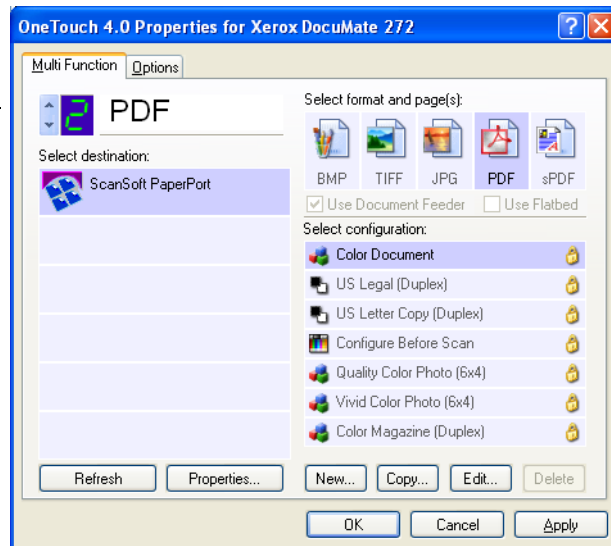 OneTouch 4.0 Properties for Xerox DocuMate 272
Multi Function
Options
2
PDF
Select destination:
ScanSoft PaperPort
Refresh
Properties...
Select format and page(s):
BMP
TIFF
JPG
PDF
sPDF
Use Document Feeder
Use Flatbed
Select configuration:
Color Document
US Legal (Duplex)
US Letter Copy (Duplex)
Configure Before Scan
Quality Color Photo (6x4)
Vivid Color Photo (6x4)
Color Magazine (Duplex)
New...
Copy...
Edit...
Delete
OK
Cancel
Apply